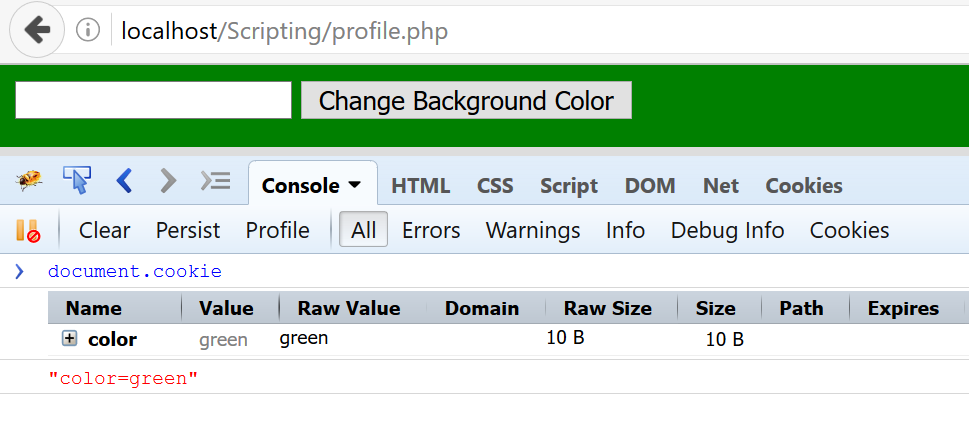 localhost/Scripting/profile.php
Change Background Color
Console HTML CSS Script DOM Net Cookies
Clear Persist Profile All Errors Warnings Info Debug Info Cookies
document.cookie
Name Value Raw Value Domain Raw Size Size Path Expires
color green green 10 B 10 B
"color=green"